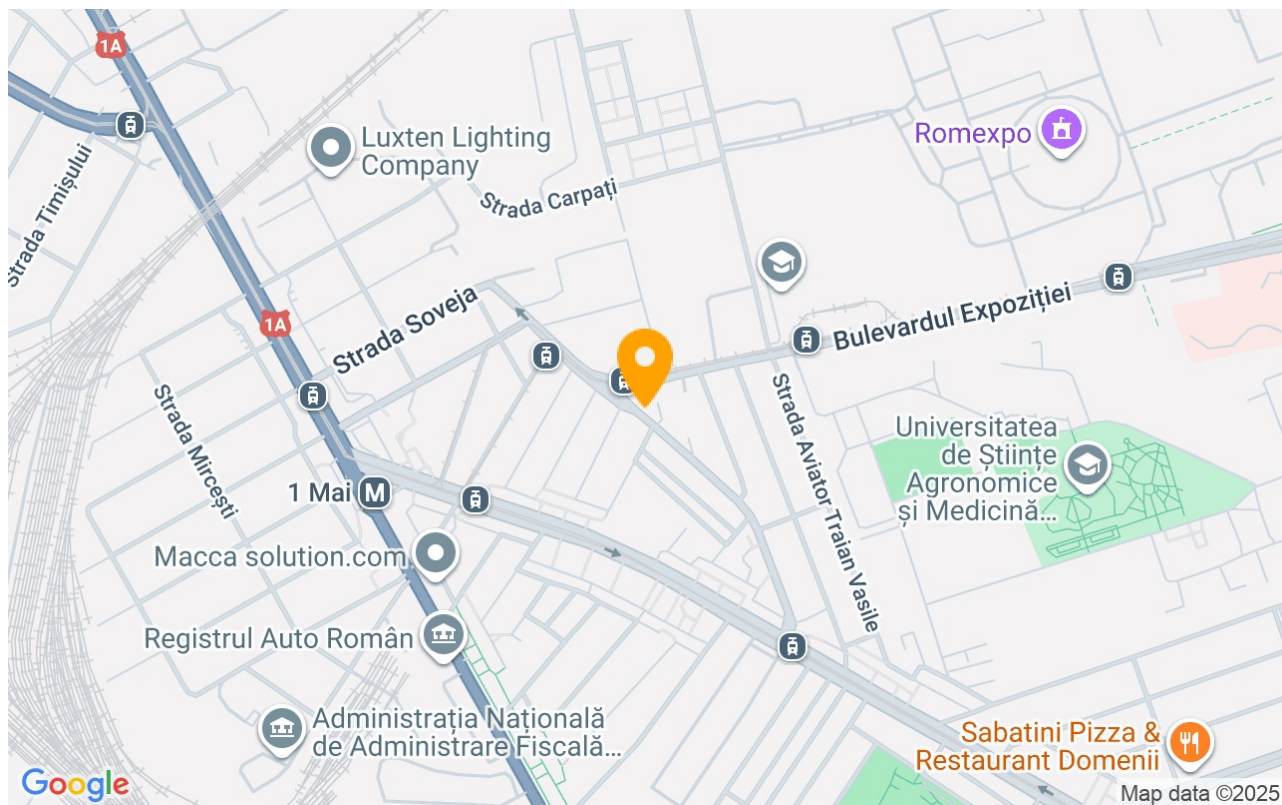 1A
Luxten Lighting
Company
Romexpo
Strada Timișului
Strada Carpați
Bulevardul Expoziției
1A
Strada Soveja
Strada Mircești
Strada Aviator Traian Vasile
Universitatea
de Științe
Agronomice
și Medicină…
1 Mai M
Macca solution.com
Registrul Auto Român
Administrația Națională
de Administrare Fiscală…
Sabatini Pizza &
Restaurant Domenii
Google
Map data ©2025